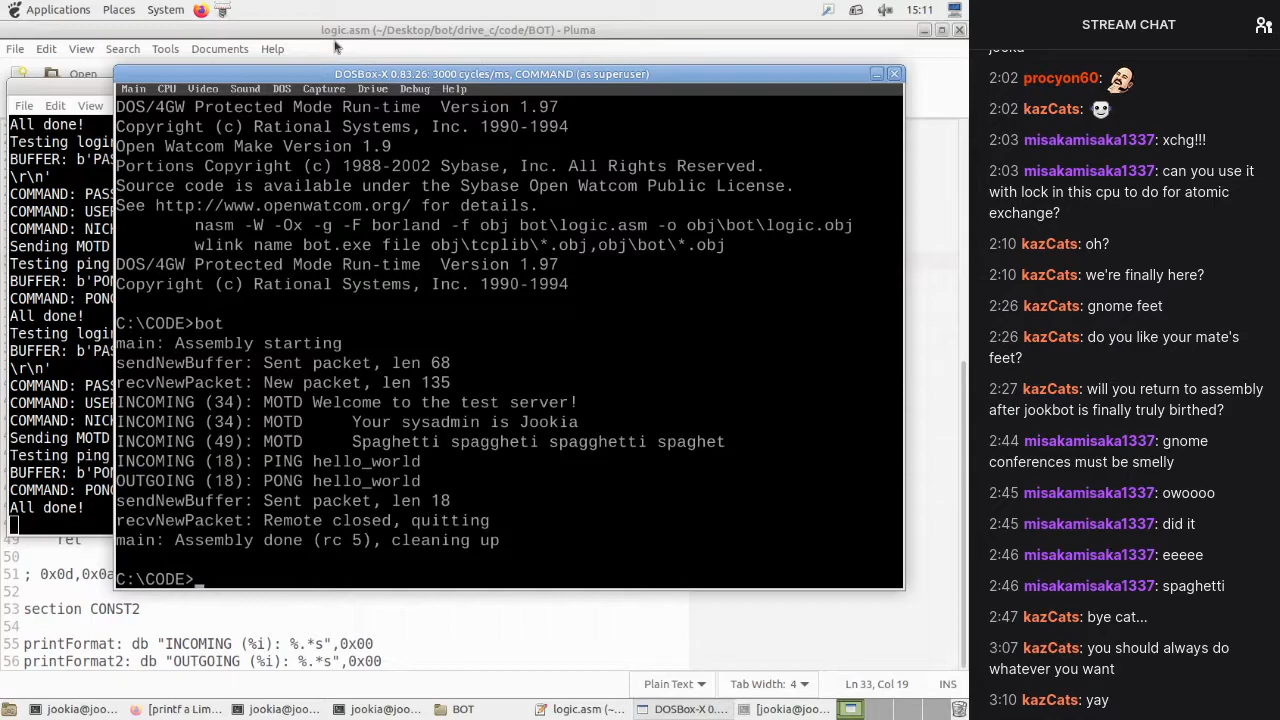 Applications Places System 15:11
logic.asm (~/Desktop/bot/drive_c/code/BOT) - Pluma
File Edit View Search Tools Documents Help
Open
File Edit View
All done!
Testing login
BUFFER: b'PAS
\r\n'
COMMAND: PASS
COMMAND: USER
COMMAND: NICK
Sending MOTD
Testing ping
BUFFER: b'PON
COMMAND: PONG
All done!
Testing login
BUFFER: b'PAS
\r\n'
COMMAND: PASS
COMMAND: USER
COMMAND: NICK
Sending MOTD
Testing ping
BUFFER: b'PON
COMMAND: PONG
All done!
DOSBox-X 0.83.26: 3000 cycles/ms, COMMAND (as superuser)
Main CPU Video Sound DOS Capture Drive Debug Help
DOS/4GW Protected Mode Run-time Version 1.97
Copyright (c) Rational Systems, Inc. 1990-1994
Open Watcom Make Version 1.9
Portions Copyright (c) 1988-2002 Sybase, Inc. All Rights Reserved.
Source code is available under the Sybase Open Watcom Public License.
See http://www.openwatcom.org/ for details.
nasm -W -Ox -g -F borland -f obj bot\logic.asm -o obj\bot\logic.obj
wlink name bot.exe file obj\tcplib\*.obj,obj\bot\*.obj
DOS/4GW Protected Mode Run-time Version 1.97
Copyright (c) Rational Systems, Inc. 1990-1994
C:\CODE>bot
main: Assembly starting
sendNewBuffer: Sent packet, len 68
recvNewPacket: New packet, len 135
INCOMING (34): MOTD Welcome to the test server!
INCOMING (34): MOTD Your sysadmin is Jookia
INCOMING (49): MOTD Spaghetti spaggheti spagghetti spaghet
INCOMING (18): PING hello_world
OUTGOING (18): PONG hello_world
sendNewBuffer: Sent packet, len 18
recvNewPacket: Remote closed, quitting
main: Assembly done (rc 5), cleaning up
C:\CODE>_
49 ret
50
51 ; 0x0d,0x0a
52
53 section CONST2
54
55 printFormat: db "INCOMING (%i): %.*s",0x00
56 printFormat2: db "OUTGOING (%i): %.*s",0x00
Plain Text Tab Width: 4 Ln 33, Col 19 INS
jookia@joo... [printf a Lim... jookia@joo... jookia@joo... BOT logic.asm (~... DOSBox-X 0.... [jookia@joo...
STREAM CHAT
jooka
2:02 procyon60:
2:02 kazCats:
2:03 misakamisaka1337: xchg!!!
2:03 misakamisaka1337: can you use it
with lock in this cpu to do for atomic
exchange?
2:10 kazCats: oh?
2:10 kazCats: we're finally here?
2:26 kazCats: gnome feet
2:26 kazCats: do you like your mate's
feet?
2:27 kazCats: will you return to assembly
after jookbot is finally truly birthed?
2:44 misakamisaka1337: gnome
conferences must be smelly
2:45 misakamisaka1337: owoooo
2:45 misakamisaka1337: did it
2:46 misakamisaka1337: eeeee
2:46 misakamisaka1337: spaghetti
2:47 kazCats: bye cat...
3:07 kazCats: you should always do
whatever you want
3:10 kazCats: yay